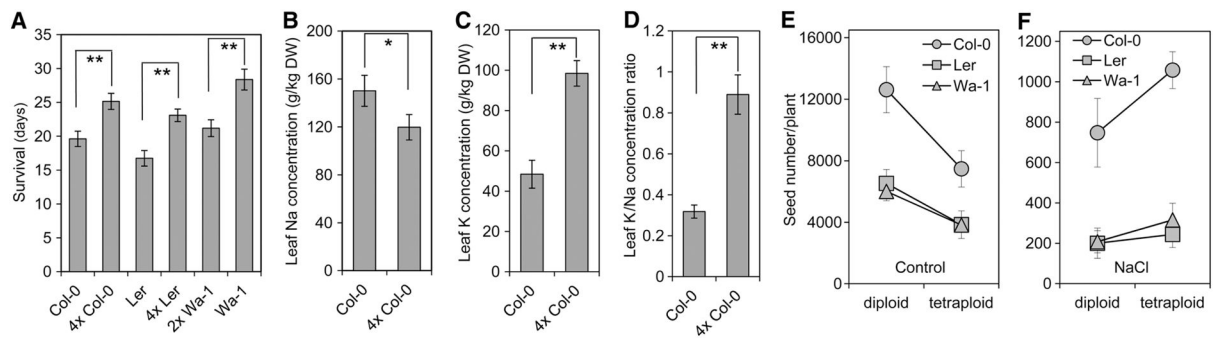 A
Survival (days)
35
30
25
20
15
10
5
0
**
**
**
Col-0
4x Col-0
Ler
4x Ler
2x Wa-1
Wa-1
B
Leaf Na concentration (g/kg DW)
200
160
120
80
40
0
*
Col-0
4x Col-0
C
Leaf K concentration (g/kg DW)
120
100
80
60
40
20
0
**
Col-0
4x Col-0
D
Leaf K/Na concentration ratio
1.2
1
0.8
0.6
0.4
0.2
0
**
Col-0
4x Col-0
E
Seed number/plant
16000
12000
8000
4000
0
Col-0
Ler
Wa-1
Control
diploid
tetraploid
F
1200
1000
800
600
400
200
0
Col-0
Ler
Wa-1
NaCl
diploid
tetraploid